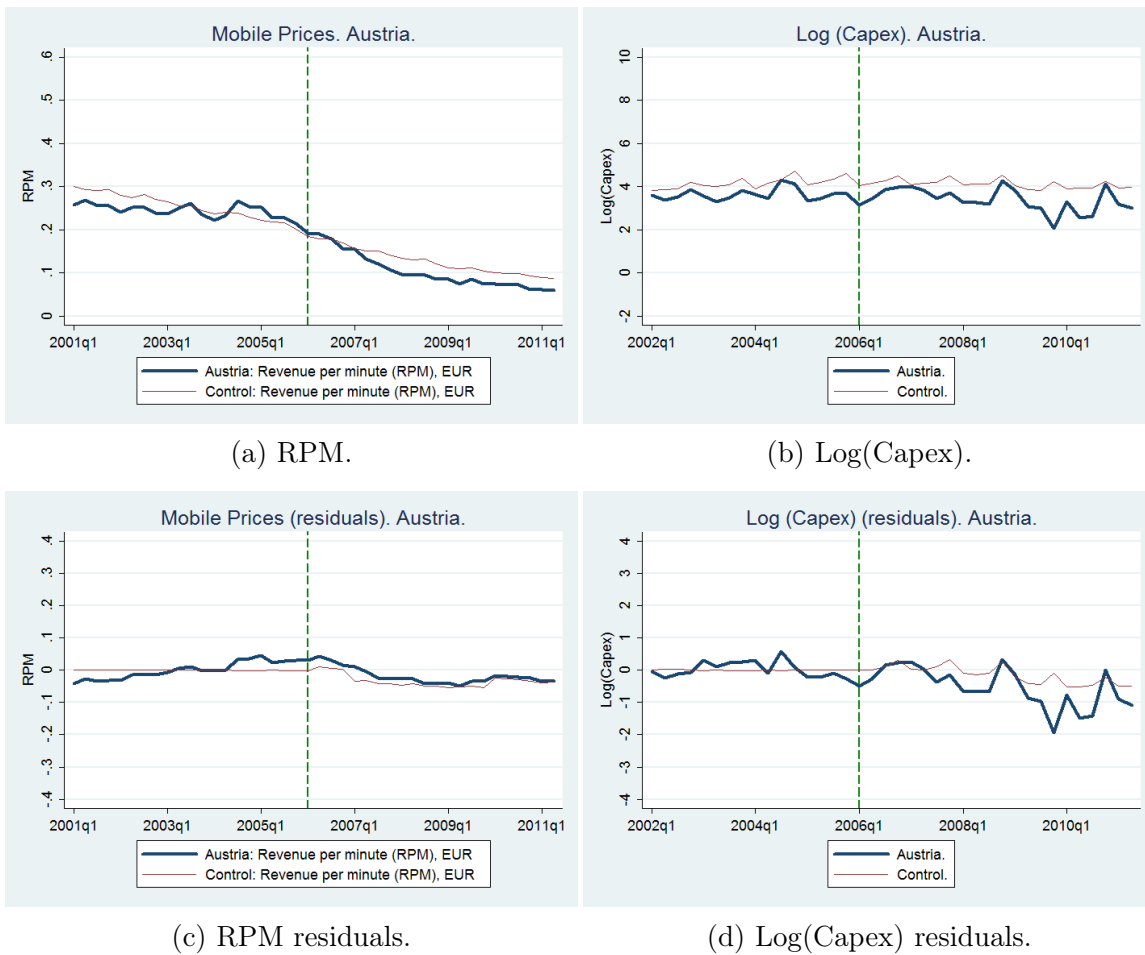 Mobile Prices. Austria.
RPM
.6
.5
.4
.3
.2
.1
0
2001q1 2003q1 2005q1 2007q1 2009q1 2011q1
Austria: Revenue per minute (RPM), EUR
Control: Revenue per minute (RPM), EUR
(a) RPM.
Log (Capex). Austria.
Log(Capex)
10
8
6
4
2
0
-2
2002q1 2004q1 2006q1 2008q1 2010q1
Austria.
Control.
(b) Log(Capex).
Mobile Prices (residuals). Austria.
RPM
.4
.3
.2
.1
0
-.1
-.2
-.3
-.4
2001q1 2003q1 2005q1 2007q1 2009q1 2011q1
Austria: Revenue per minute (RPM), EUR
Control: Revenue per minute (RPM), EUR
(c) RPM residuals.
Log (Capex) (residuals). Austria.
Log(Capex)
4
3
2
1
0
-1
-2
-3
-4
2002q1 2004q1 2006q1 2008q1 2010q1
Austria.
Control.
(d) Log(Capex) residuals.